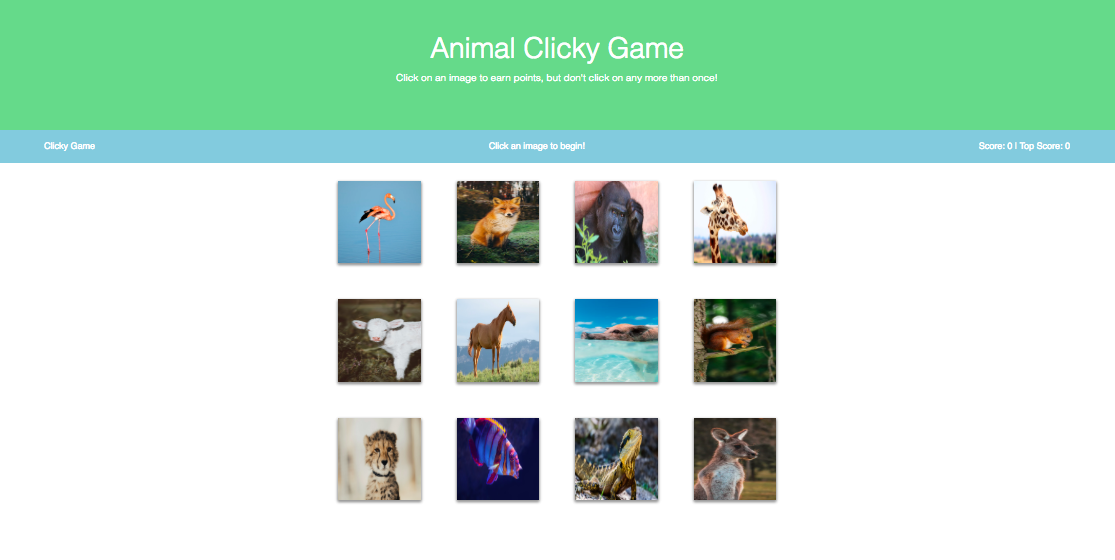 Animal Clicky Game
Click on an image to earn points, but don't click on any more than once!
Clicky Game
Click an image to begin!
Score: 0 | Top Score: 0